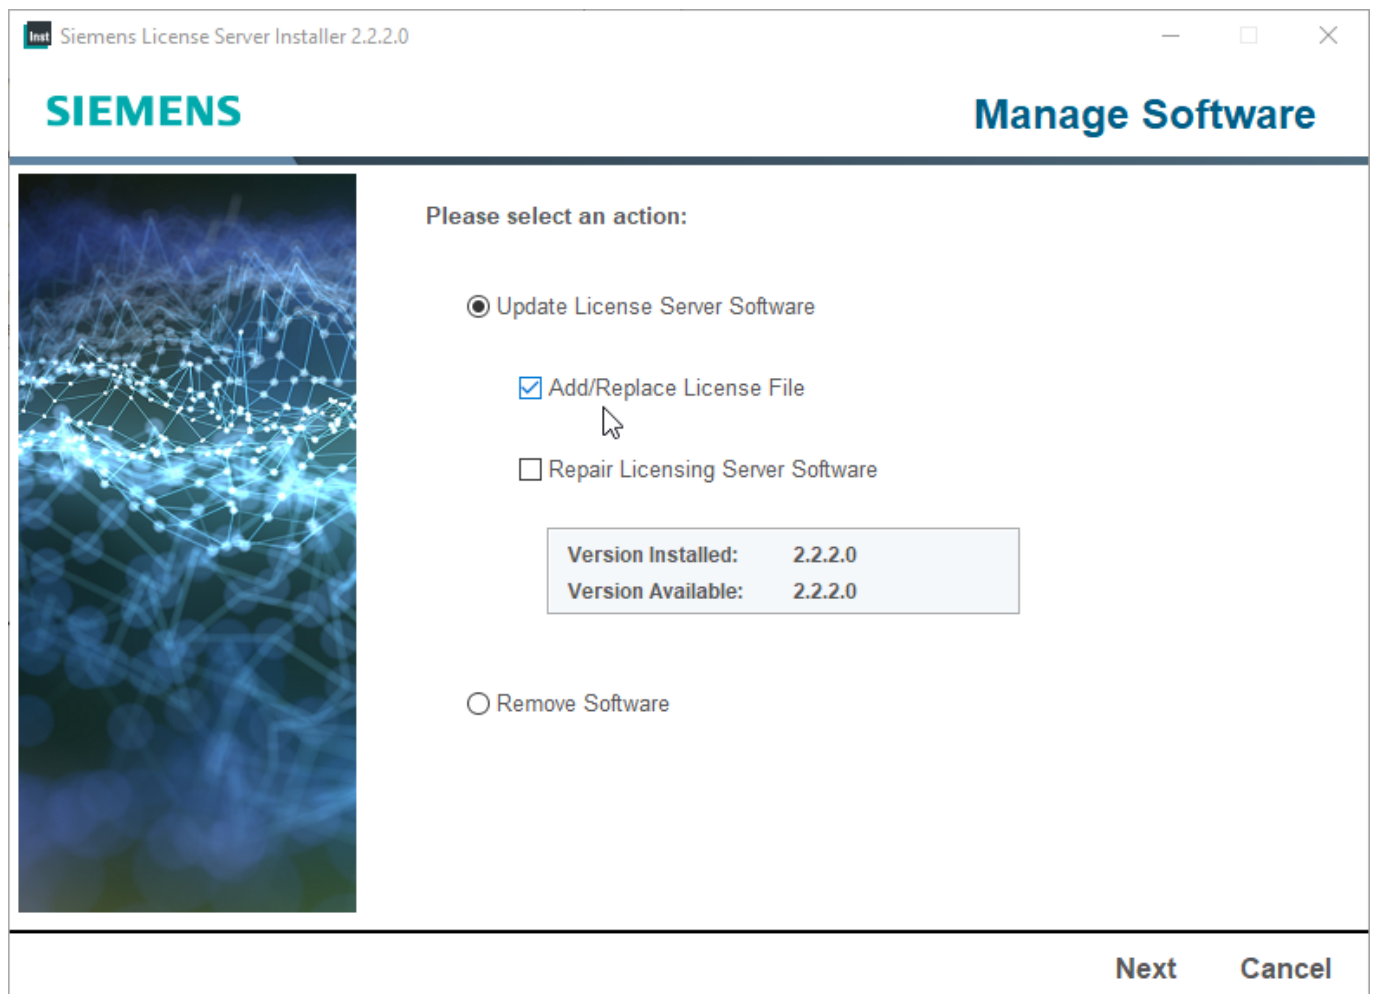 Inst Siemens License Server Installer 2.2.2.0
SIEMENS
Manage Software
Please select an action:
Update License Server Software
Add/Replace License File
Repair Licensing Server Software
Version Installed: 2.2.2.0
Version Available: 2.2.2.0
Remove Software
Next Cancel